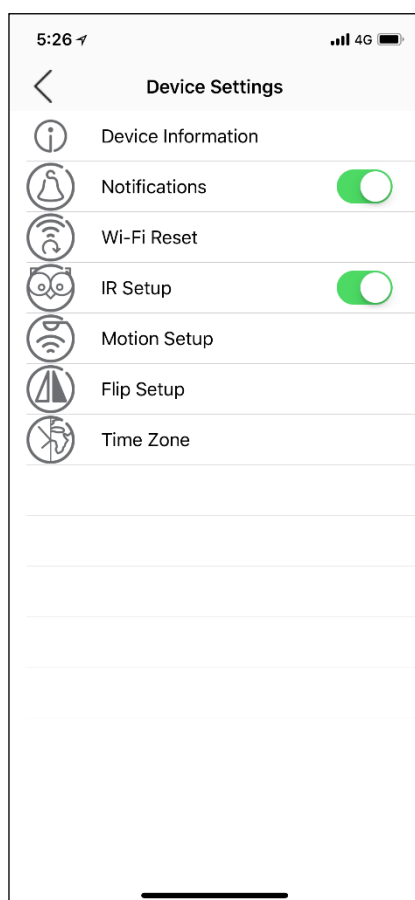 5:26 4G
Device Settings
Device Information
Notifications
Wi-Fi Reset
IR Setup
Motion Setup
Flip Setup
Time Zone